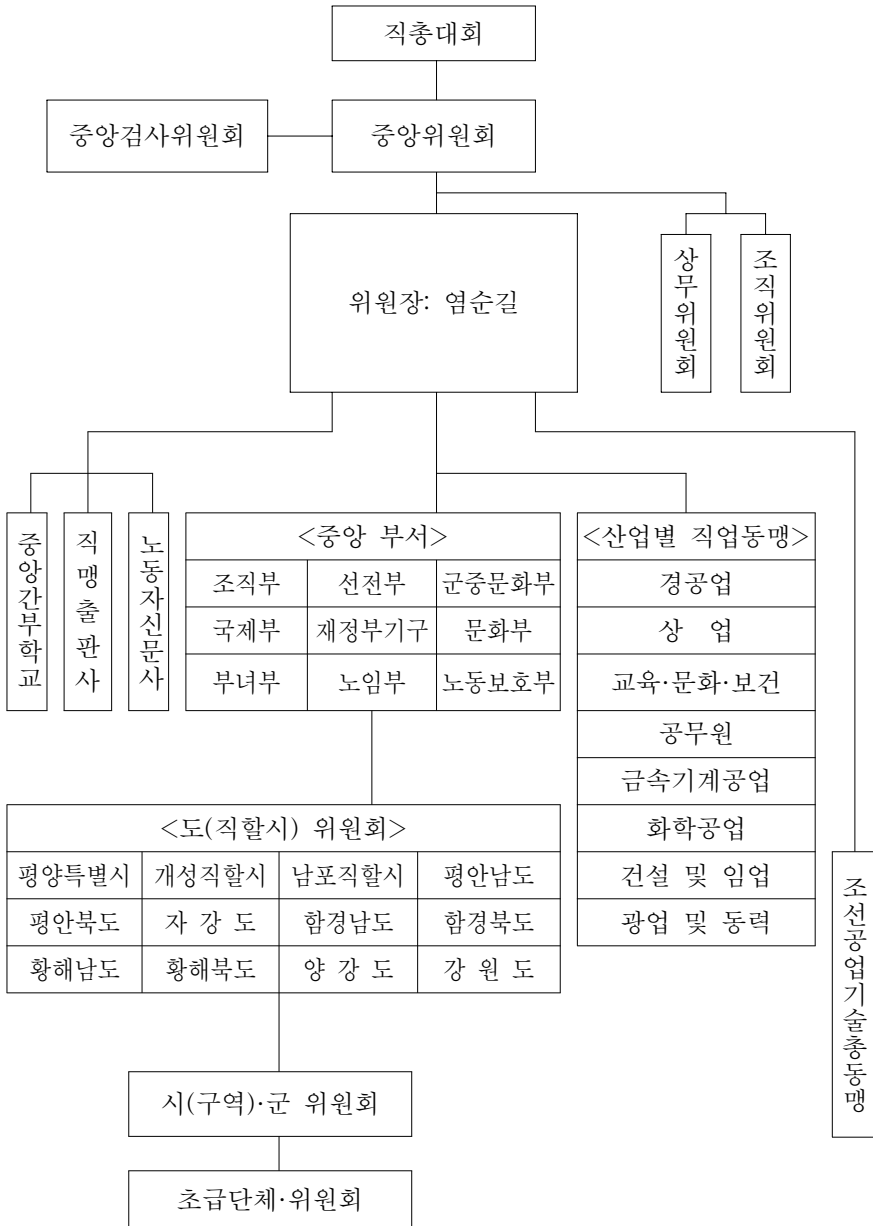 직총대회
중앙검사위원회
중앙위원회
위원장: 염순길
상무위원회
조직위원회
중앙간부학교
직맹출판사
노동자신문사
<중앙 부서>
조직부 선전부 군중문화부
국제부 재정부기구 문화부
부녀부 노임부 노동보호부
<산업별 직업동맹>
경공업
상 업
교육·문화·보건
공무원
금속기계공업
화학공업
건설 및 임업
광업 및 동력
<도(직할시) 위원회>
평양특별시 개성직할시 남포직할시 평안남도
평안북도 자 강 도 함경남도 함경북도
황해남도 황해북도 양 강 도 강 원 도
조선공업기술총동맹
시(구역)·군 위원회
초급단체·위원회